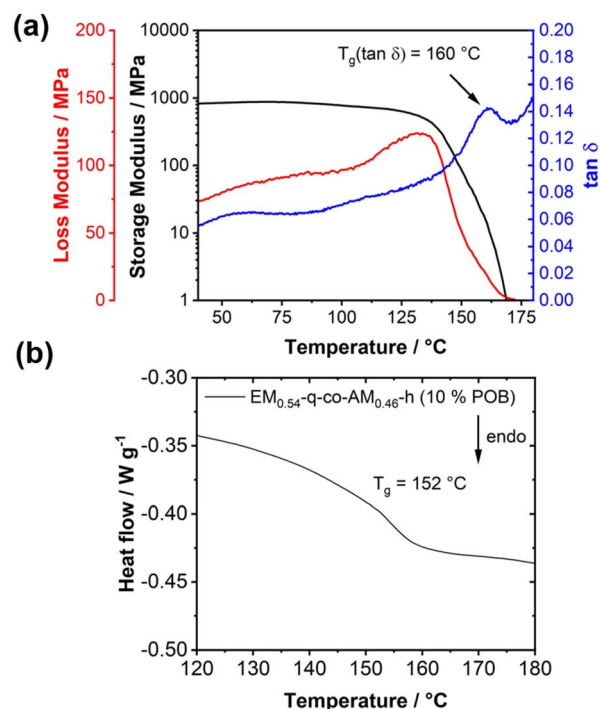 (a)
Loss Modulus / MPa
200
150
100
50
0
Storage Modulus / MPa
10000
1000
100
10
1
T_g(tan δ) = 160 °C
0.20
0.18
0.16
0.14
0.12
0.10
0.08
0.06
0.04
0.02
0.00
tan δ
50 75 100 125 150 175
Temperature / °C
(b)
Heat flow / W g⁻¹
-0.30
-0.35
-0.40
-0.45
-0.50
EM₀.₅₄-q-co-AM₀.₄₆-h (10 % POB)
endo
T_g = 152 °C
120 130 140 150 160 170 180
Temperature / °C